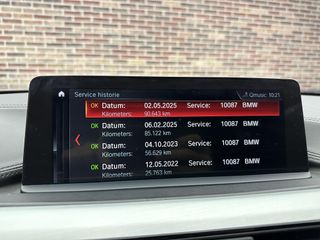 Service historie
Qmusic 10:21
OK Datum: 02.05.2025 Service: 10087 BMW
Kilometers: 90.643 km
OK Datum: 06.02.2025 Service: 10087 BMW
Kilometers: 85.122 km
OK Datum: 04.10.2023 Service: 10087 BMW
Kilometers: 56.629 km
OK Datum: 12.05.2022 Service: 10087 BMW
Kilometers: 25.763 km